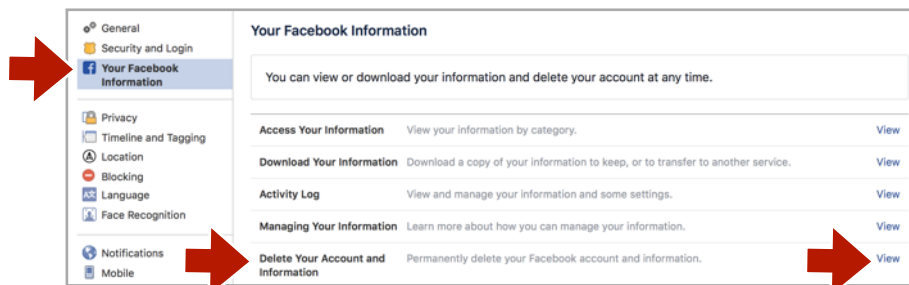 General
Security and Login
Your Facebook
Information
Privacy
Timeline and Tagging
Location
Blocking
Language
Face Recognition
Notifications
Mobile
Your Facebook Information
You can view or download your information and delete your account at any time.
Access Your Information View your information by category. View
Download Your Information Download a copy of your information to keep, or to transfer to another service. View
Activity Log View and manage your information and some settings. View
Managing Your Information Learn more about how you can manage your information. View
Delete Your Account and Permanently delete your Facebook account and information. View
Information